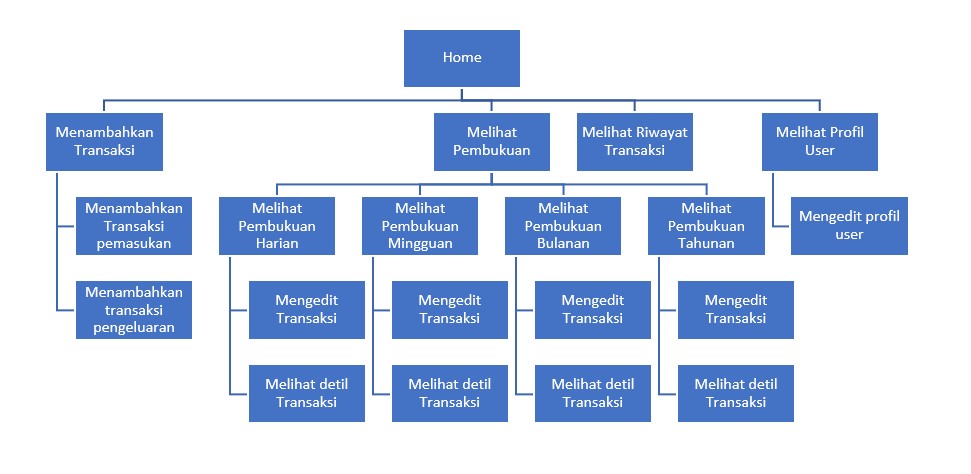 Home
Menambahkan
Transaksi
Melihat
Pembukuan
Melihat Riwayat
Transaksi
Melihat Profil
User
Menambahkan
Transaksi
pemasukan
Melihat
Pembukuan
Harian
Melihat
Pembukuan
Mingguan
Melihat
Pembukuan
Bulanan
Melihat
Pembukuan
Tahunan
Mengedit profil
user
Menambahkan
transaksi
pengeluaran
Mengedit
Transaksi
Mengedit
Transaksi
Mengedit
Transaksi
Mengedit
Transaksi
Melihat detil
Transaksi
Melihat detil
Transaksi
Melihat detil
Transaksi
Melihat detil
Transaksi